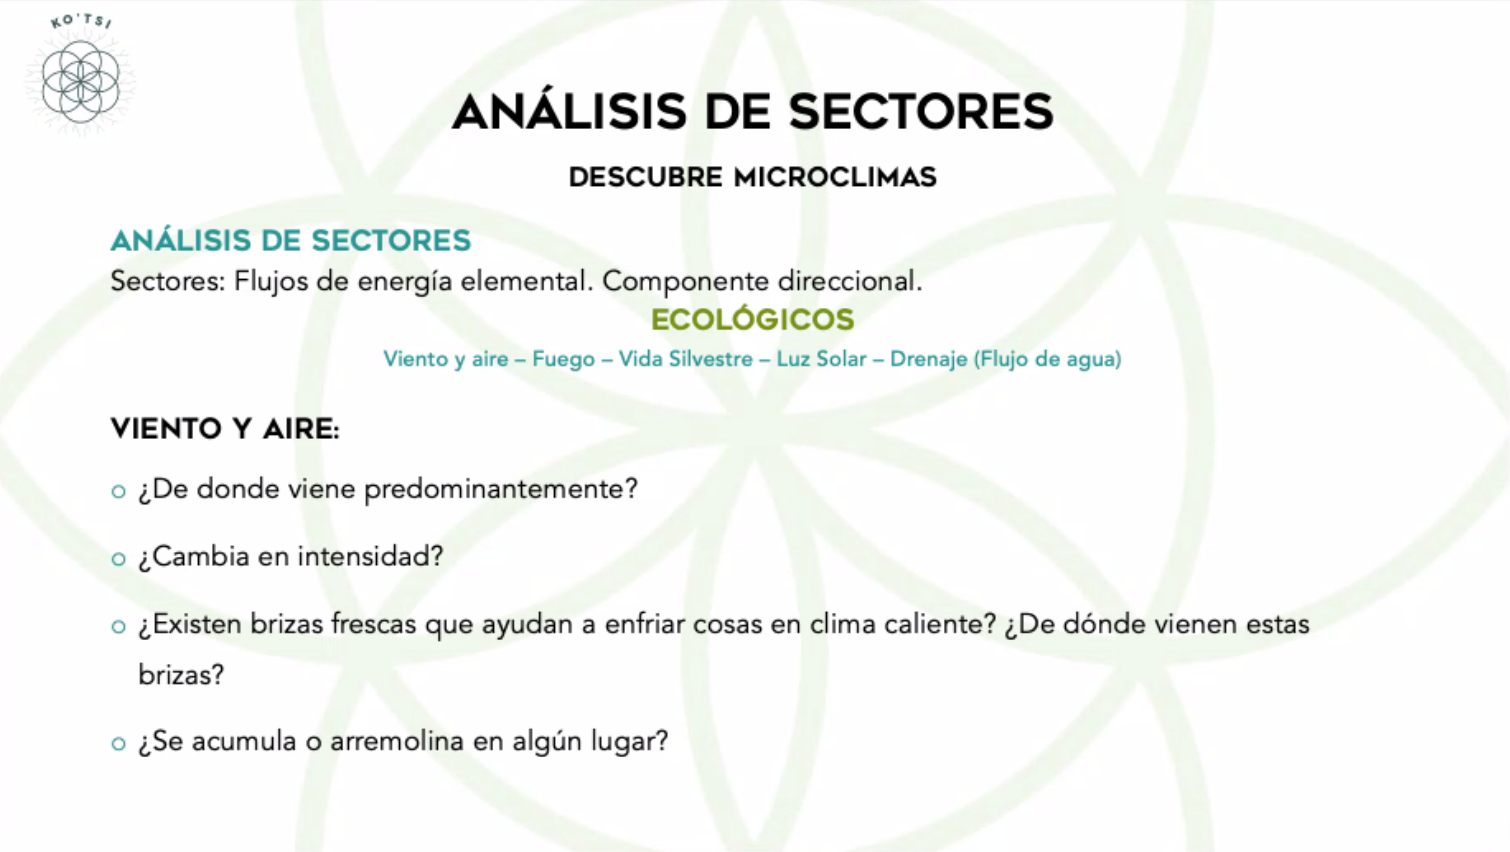 KO'TSI
ANÁLISIS DE SECTORES
DESCUBRE MICROCLIMAS
ANÁLISIS DE SECTORES
Sectores: Flujos de energía elemental. Componente direccional.
ECOLÓGICOS
Viento y aire – Fuego – Vida Silvestre – Luz Solar – Drenaje (Flujo de agua)
VIENTO Y AIRE:
o ¿De donde viene predominantemente?
o ¿Cambia en intensidad?
o ¿Existen brizas frescas que ayudan a enfriar cosas en clima caliente? ¿De dónde vienen estas
brizas?
o ¿Se acumula o arremolina en algún lugar?